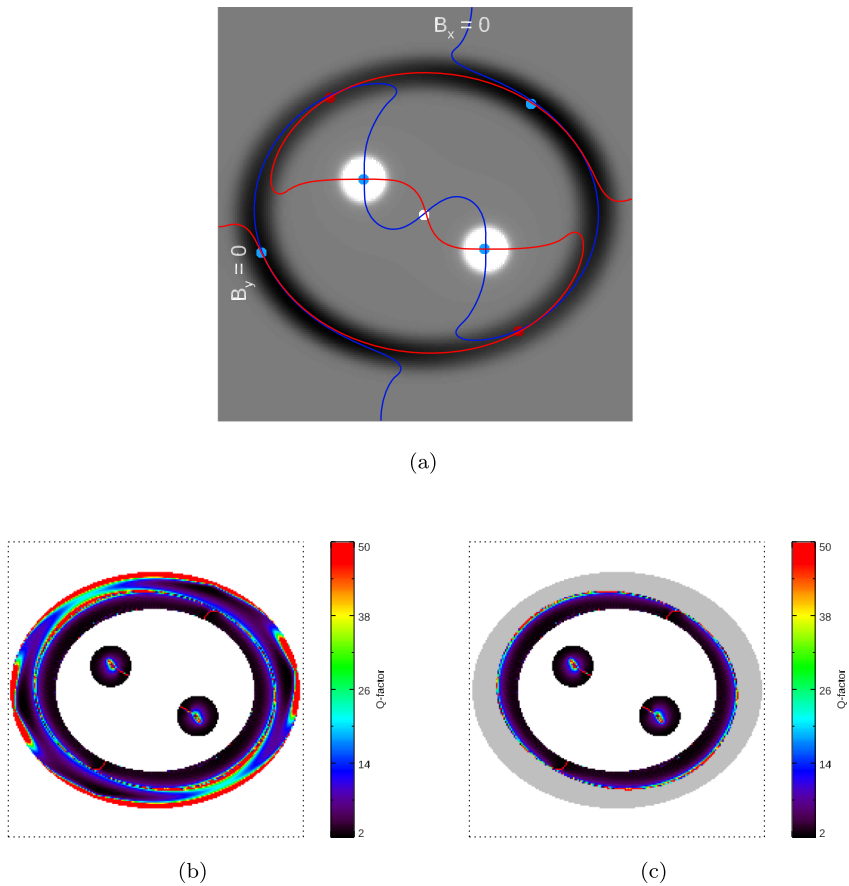 B_x = 0
B_y = 0
(a)
50
38
26
14
2
Q-factor
50
38
26
14
2
Q-factor
(b)
(c)